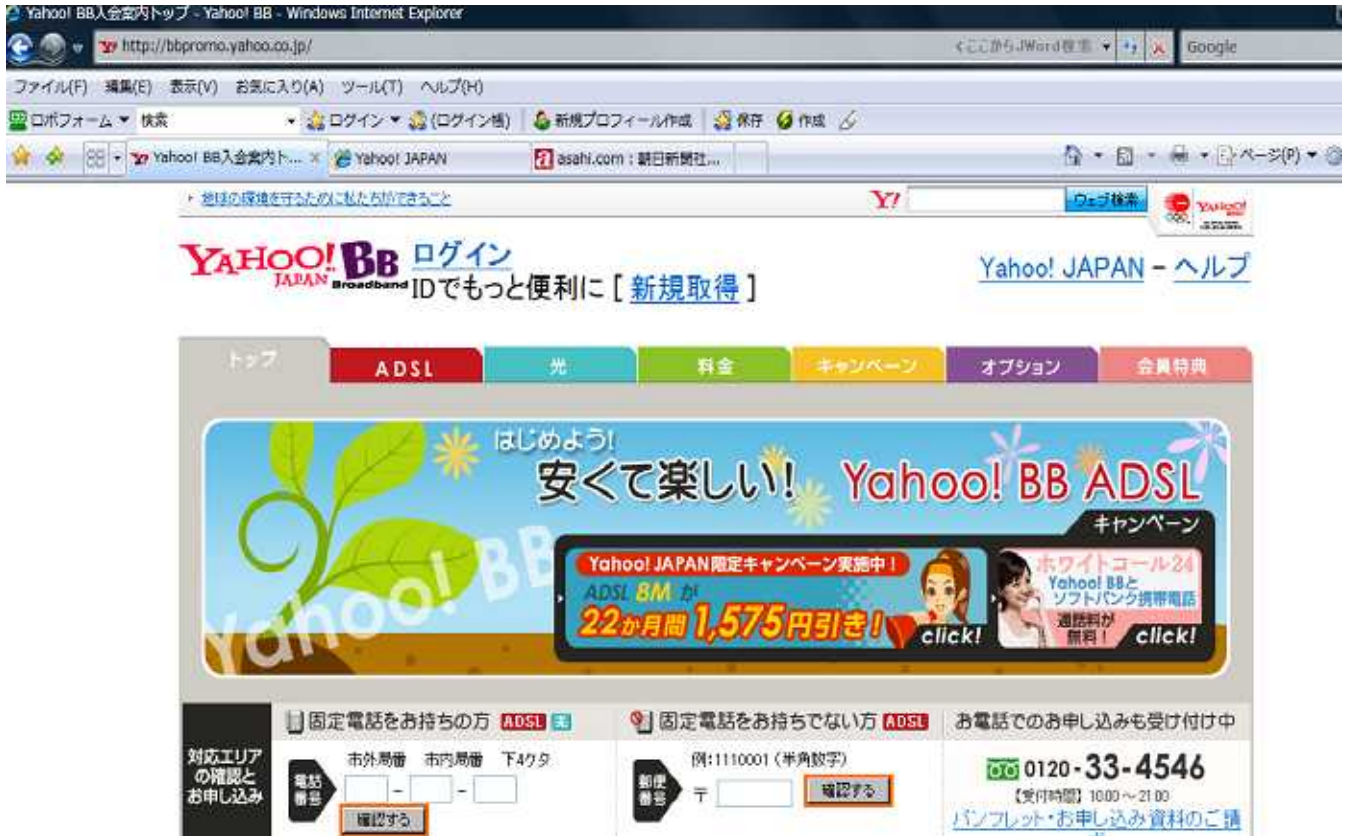 Yahoo! BB入会案内トップ - Yahoo! BB - Windows Internet Explorer
http://bbpromo.yahoo.co.jp/
<ここからJWord検索
Google
ファイル(F) 編集(E) 表示(V) お気に入り(A) ツール(T) ヘルプ(H)
ロボフォーム 検索 ログイン (ログイン帳) 新規プロフィール作成 保存 作成
Yahoo! BB入会案内ト... Yahoo! JAPAN asahi.com：朝日新聞社... ページ(P)
地球の環境を守るために私たちができること
Y! ウェブ検索
YAHOO! JAPAN BB Broadband
ログイン
IDでもっと便利に [ 新規取得 ]
Yahoo! JAPAN - ヘルプ
トップ ADSL 光 料金 キャンペーン オプション 会員特典
はじめよう!
安くて楽しい! Yahoo! BB ADSL
キャンペーン
Yahoo! BB
Yahoo! JAPAN限定キャンペーン実施中！
ADSL 8M が
22か月間 1,575円引き！ click!
ホワイトコール24
Yahoo! BBと
ソフトバンク携帯電話
通話料が
無料！ click!
対応エリア
の確認と
お申し込み
固定電話をお持ちの方 ADSL 光
市外局番 市内局番 下4ケタ
電話
番号
- -
確認する
固定電話をお持ちでない方 ADSL
例:1110001（半角数字）
郵便
番号
〒 確認する
お電話でのお申し込みも受け付け中
0120-33-4546
【受付時間】10:00～21:00
パンフレット・お申し込み資料のご請